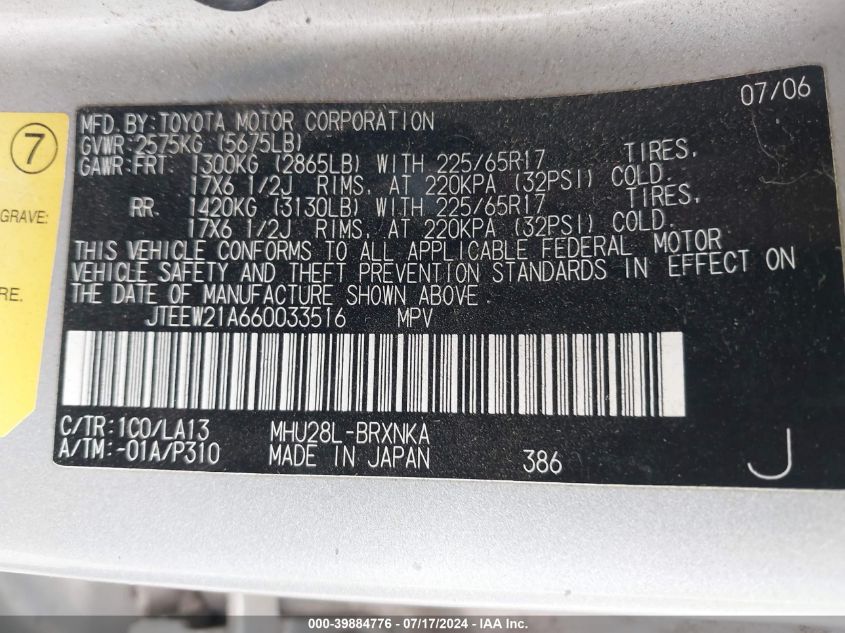 07/06
MFD.BY:TOYOTA MOTOR CORPORATION
GVWR:2575KG (5675LB)
GAWR:FRT. 1300KG (2865LB) WITH 225/65R17 TIRES,
17X6 1/2J RIMS, AT 220KPA (32PSI) COLD.
RR. 1420KG (3130LB) WITH 225/65R17 TIRES,
17X6 1/2J RIMS, AT 220KPA (32PSI) COLD.
THIS VEHICLE CONFORMS TO ALL APPLICABLE FEDERAL MOTOR
VEHICLE SAFETY AND THEFT PREVENTION STANDARDS IN EFFECT ON
THE DATE OF MANUFACTURE SHOWN ABOVE.
JTEEW21A660033516 MPV
C/TR:1C0/LA13 MHU28L-BRXNKA
A/TM:-01A/P310 MADE IN JAPAN 386 J
7
GRAVE:
RE.
000-39884776 - 07/17/2024 - IAA Inc.